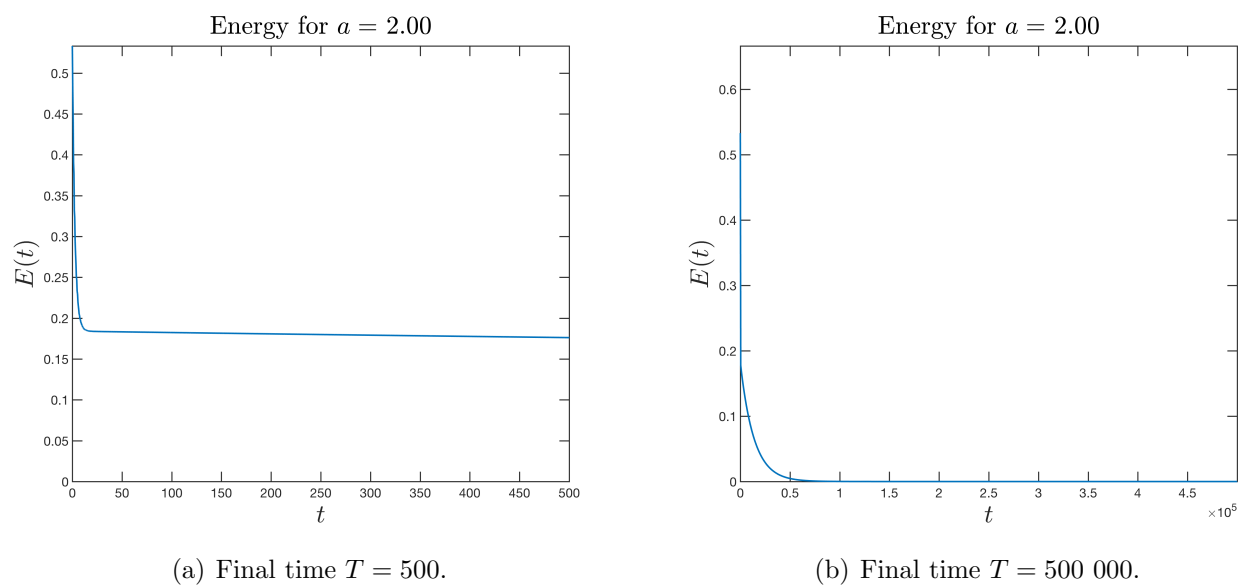 Energy for a = 2.00
0.5
0.45
0.4
0.35
0.3
0.25
0.2
0.15
0.1
0.05
0
E(t)
0 50 100 150 200 250 300 350 400 450 500
t
(a) Final time T = 500.
Energy for a = 2.00
0.6
0.5
0.4
0.3
0.2
0.1
0
E(t)
0 0.5 1 1.5 2 2.5 3 3.5 4 4.5
×10⁵
t
(b) Final time T = 500 000.